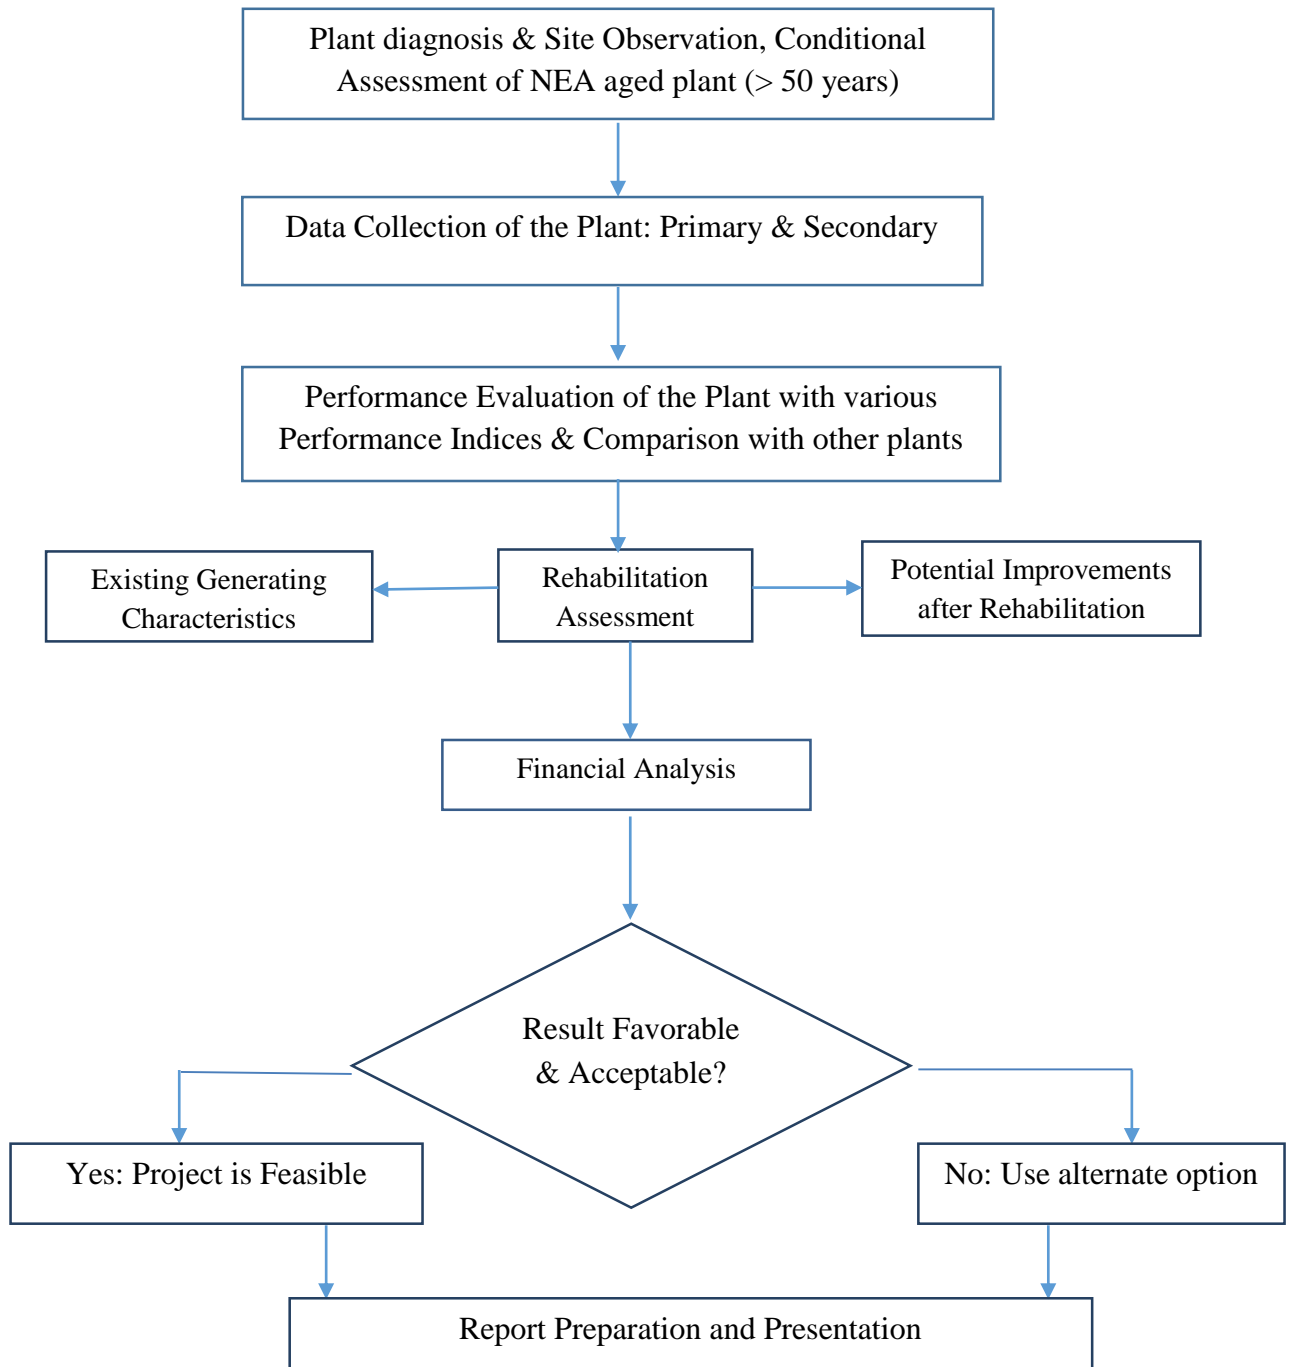 Plant diagnosis & Site Observation, Conditional
Assessment of NEA aged plant (> 50 years)
Data Collection of the Plant: Primary & Secondary
Performance Evaluation of the Plant with various
Performance Indices & Comparison with other plants
Existing Generating
Characteristics
Rehabilitation
Assessment
Potential Improvements
after Rehabilitation
Financial Analysis
Result Favorable
& Acceptable?
Yes: Project is Feasible
No: Use alternate option
Report Preparation and Presentation